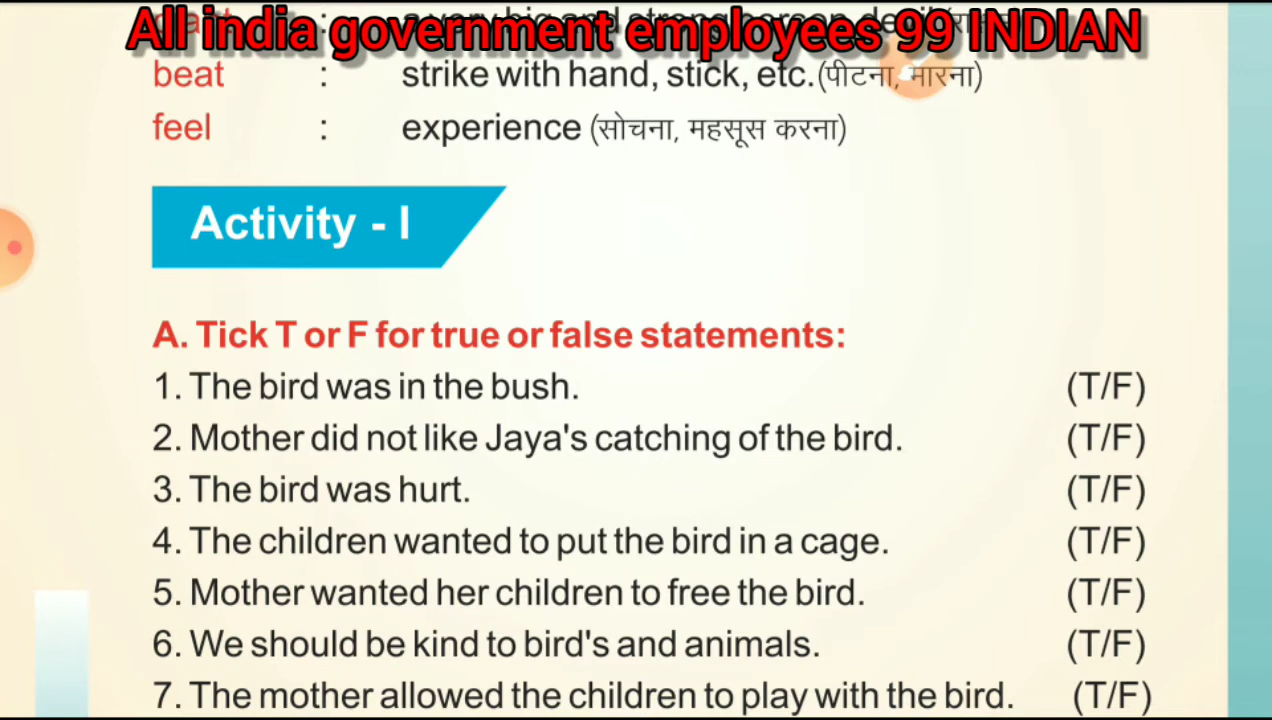 All india government employees 99 INDIAN
beat : strike with hand, stick, etc.(पीटना, मारना)
feel : experience (सोचना, महसूस करना)
Activity - I
A. Tick T or F for true or false statements:
1. The bird was in the bush. (T/F)
2. Mother did not like Jaya's catching of the bird. (T/F)
3. The bird was hurt. (T/F)
4. The children wanted to put the bird in a cage. (T/F)
5. Mother wanted her children to free the bird. (T/F)
6. We should be kind to bird's and animals. (T/F)
7. The mother allowed the children to play with the bird. (T/F)